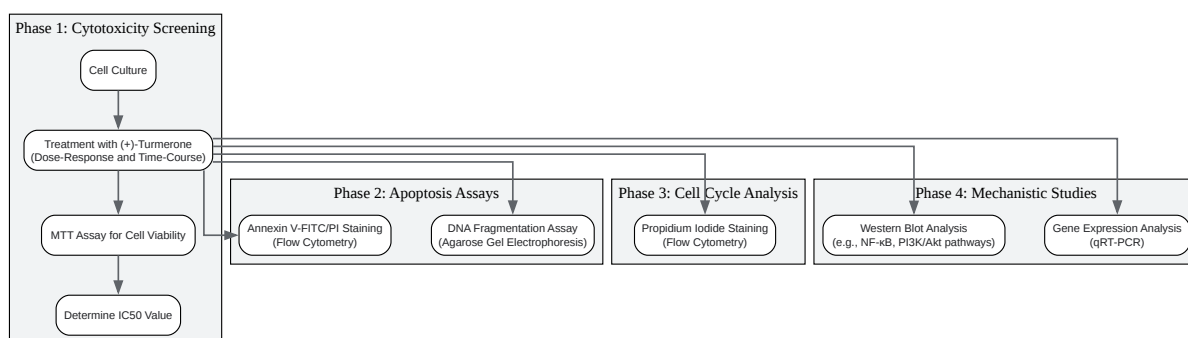 Phase 1: Cytotoxicity Screening
Cell Culture
Treatment with (+)-Turmerone
(Dose-Response and Time-Course)
MTT Assay for Cell Viability
Determine IC50 Value
Phase 2: Apoptosis Assays
Annexin V-FITC/PI Staining
(Flow Cytometry)
DNA Fragmentation Assay
(Agarose Gel Electrophoresis)
Phase 3: Cell Cycle Analysis
Propidium Iodide Staining
(Flow Cytometry)
Phase 4: Mechanistic Studies
Western Blot Analysis
(e.g., NF-κB, PI3K/Akt pathways)
Gene Expression Analysis
(qRT-PCR)